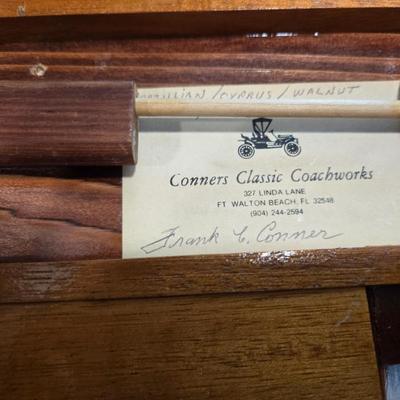 /CYPRUS/WALNUT
Conners Classic Coachworks
327 LINDA LANE
FT. WALTON BEACH, FL 32548
(904) 244-2594
Frank C. Conner